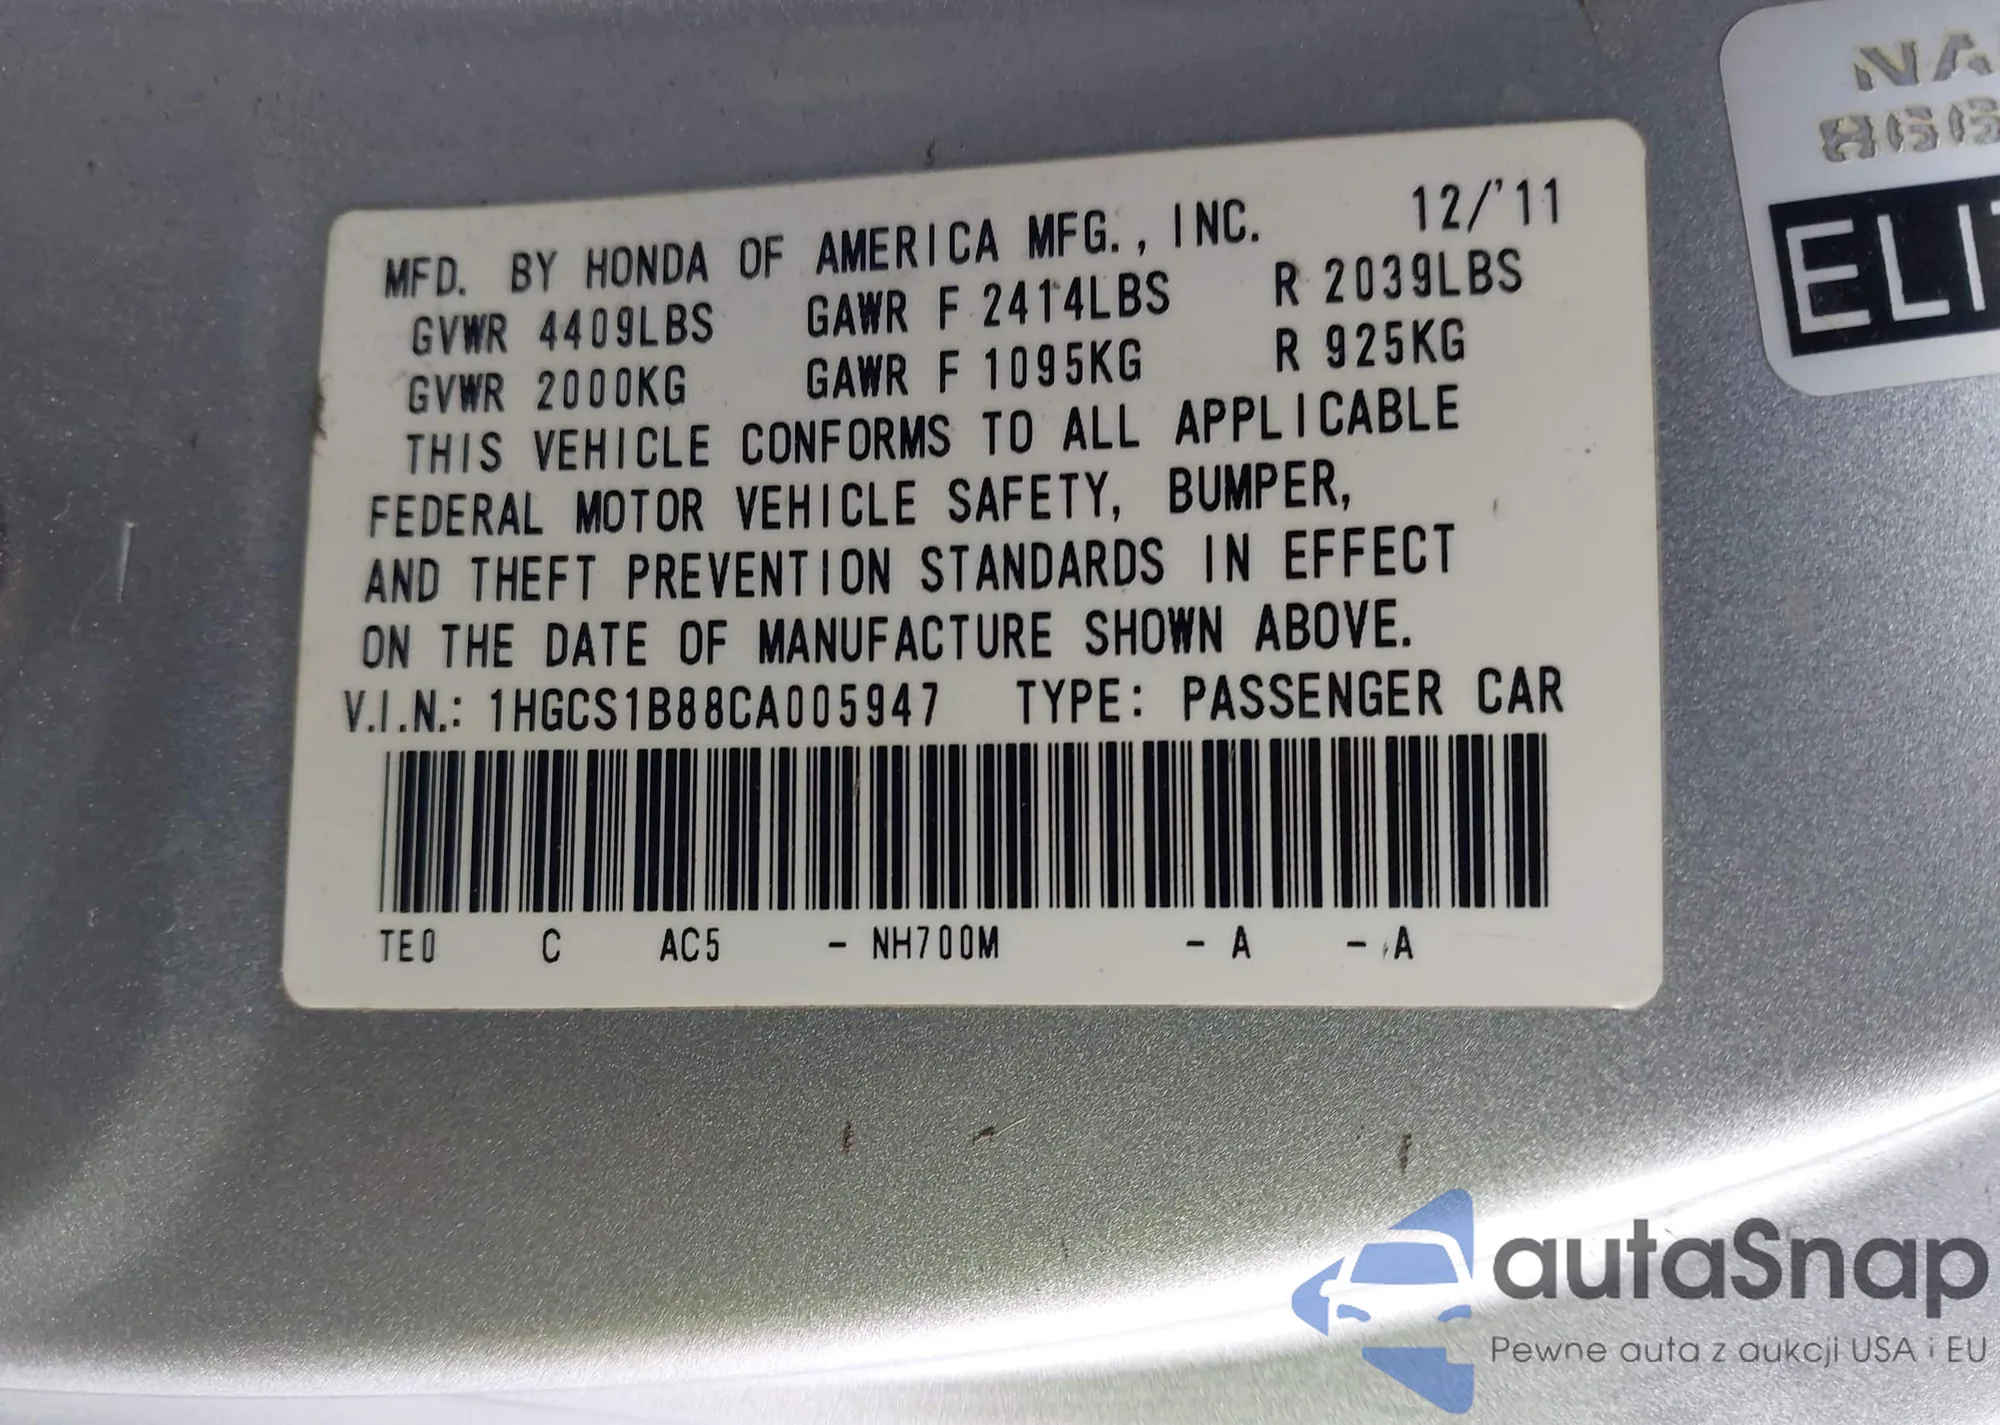 MFD. BY HONDA OF AMERICA MFG., INC. 12/'11
GVWR 4409LBS GAWR F 2414LBS R 2039LBS
GVWR 2000KG GAWR F 1095KG R 925KG
THIS VEHICLE CONFORMS TO ALL APPLICABLE
FEDERAL MOTOR VEHICLE SAFETY, BUMPER,
AND THEFT PREVENTION STANDARDS IN EFFECT
ON THE DATE OF MANUFACTURE SHOWN ABOVE.
V.I.N.: 1HGCS1B88CA005947 TYPE: PASSENGER CAR
TE0 C AC5 - NH700M - A - A
autaSnap
Pewne auta z aukcji USA i EU